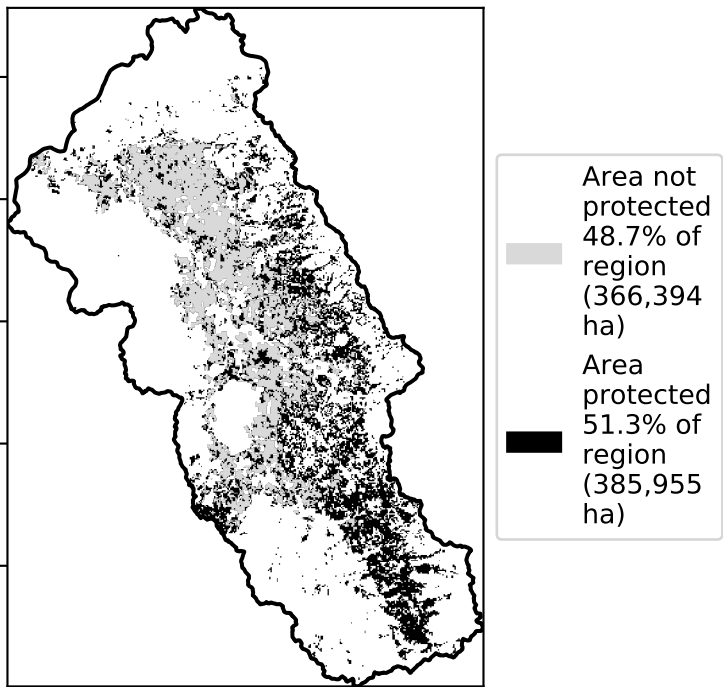 Area not
protected
48.7% of
region
(366,394
ha)
Area
protected
51.3% of
region
(385,955
ha)